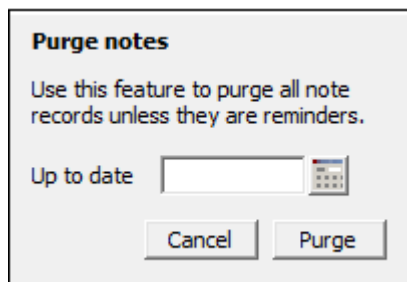 Purge notes
Use this feature to purge all note
records unless they are reminders.
Up to date
Cancel Purge